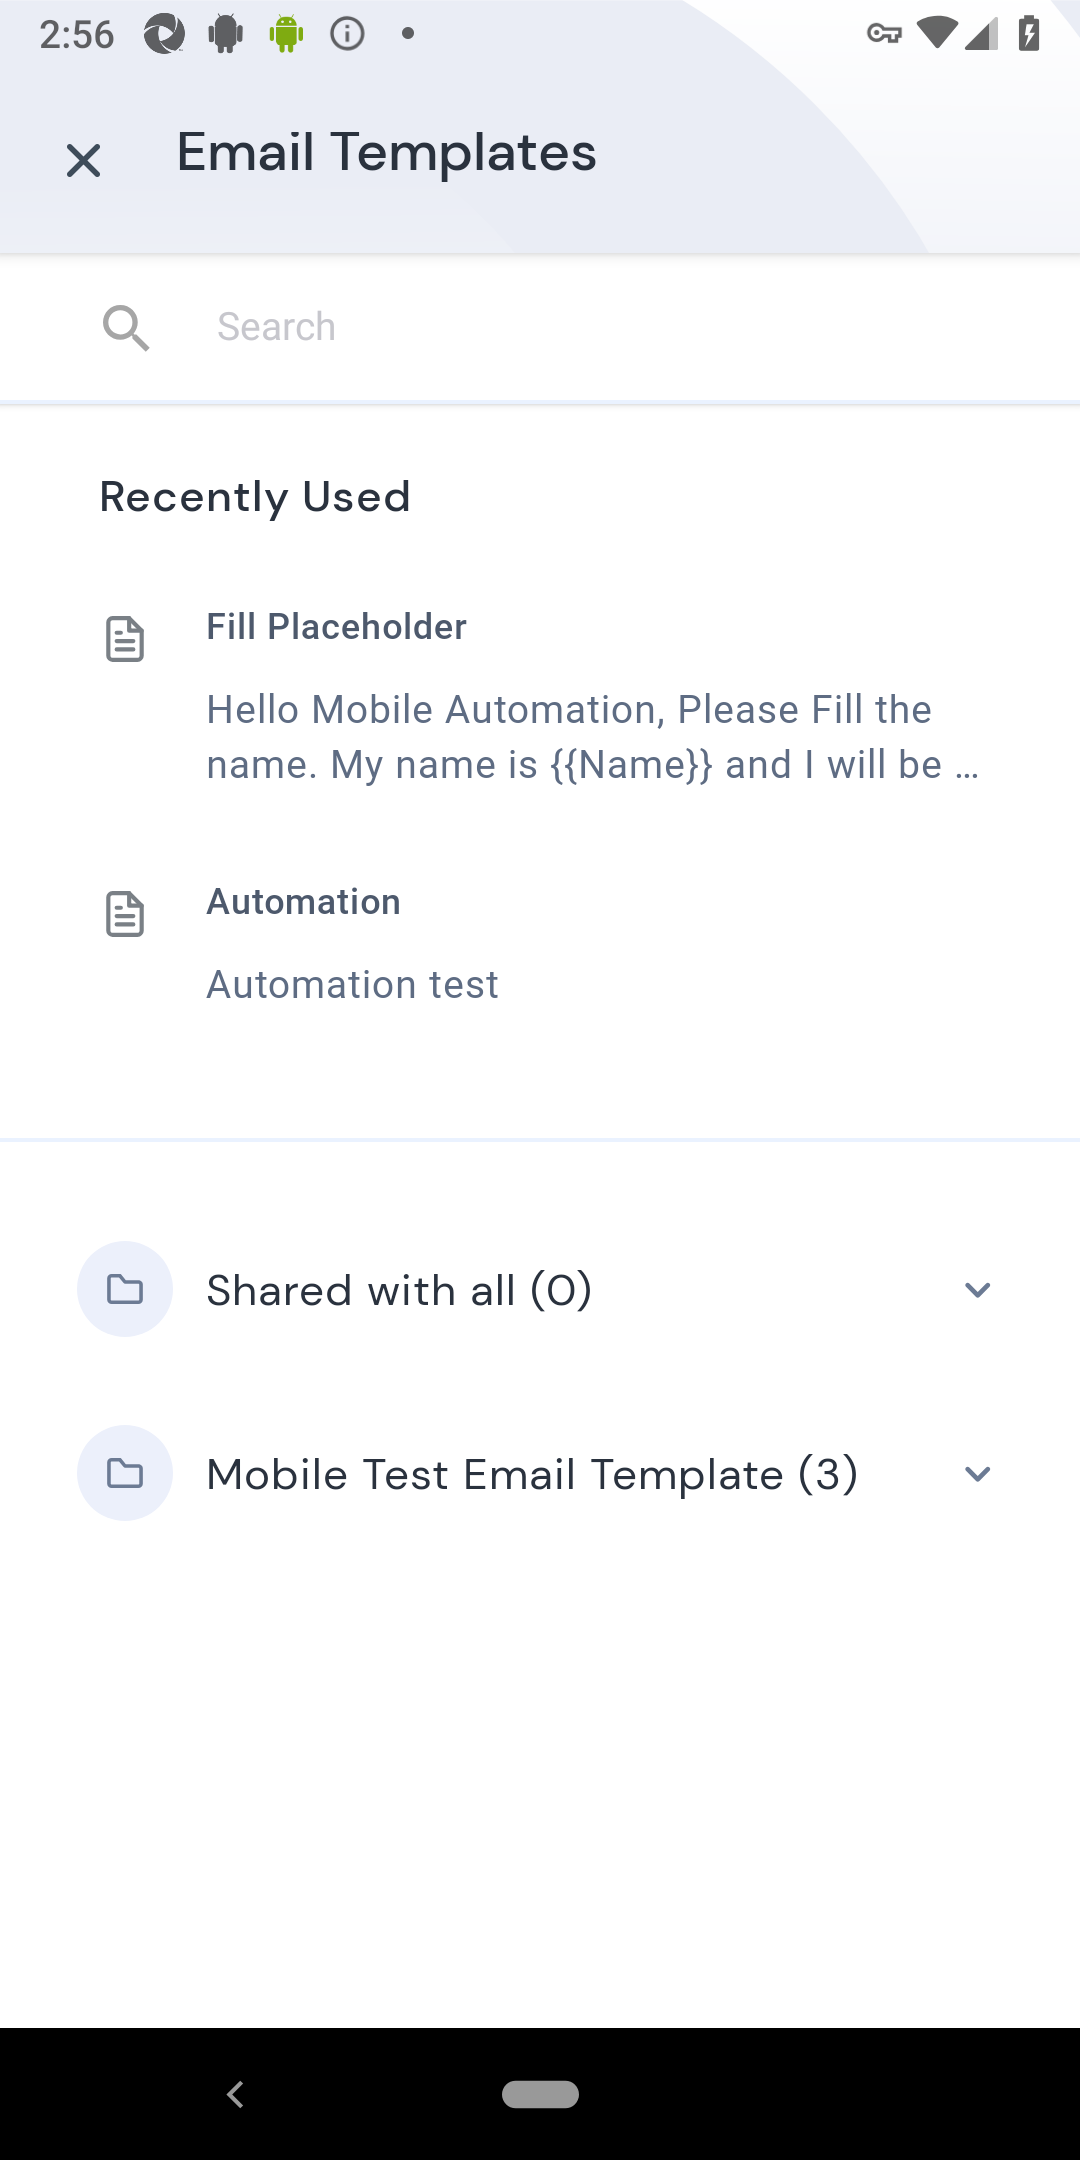 2:56
Email Templates
Search
Recently Used
Fill Placeholder
Hello Mobile Automation, Please Fill the
name. My name is {{Name}} and I will be …
Automation
Automation test
Shared with all (0)
Mobile Test Email Template (3)